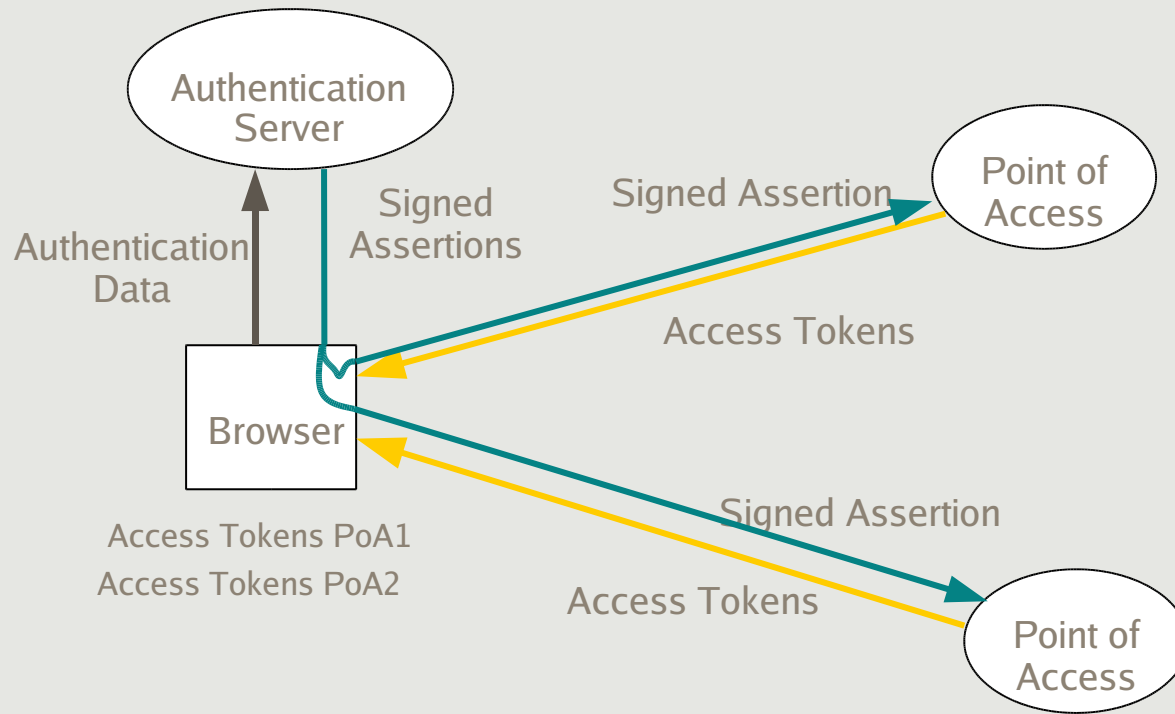 Authentication
Server
Signed
Assertions
Authentication
Data
Signed Assertion
Point of
Access
Access Tokens
Browser
Access Tokens PoA1
Access Tokens PoA2
Signed Assertion
Access Tokens
Point of
Access